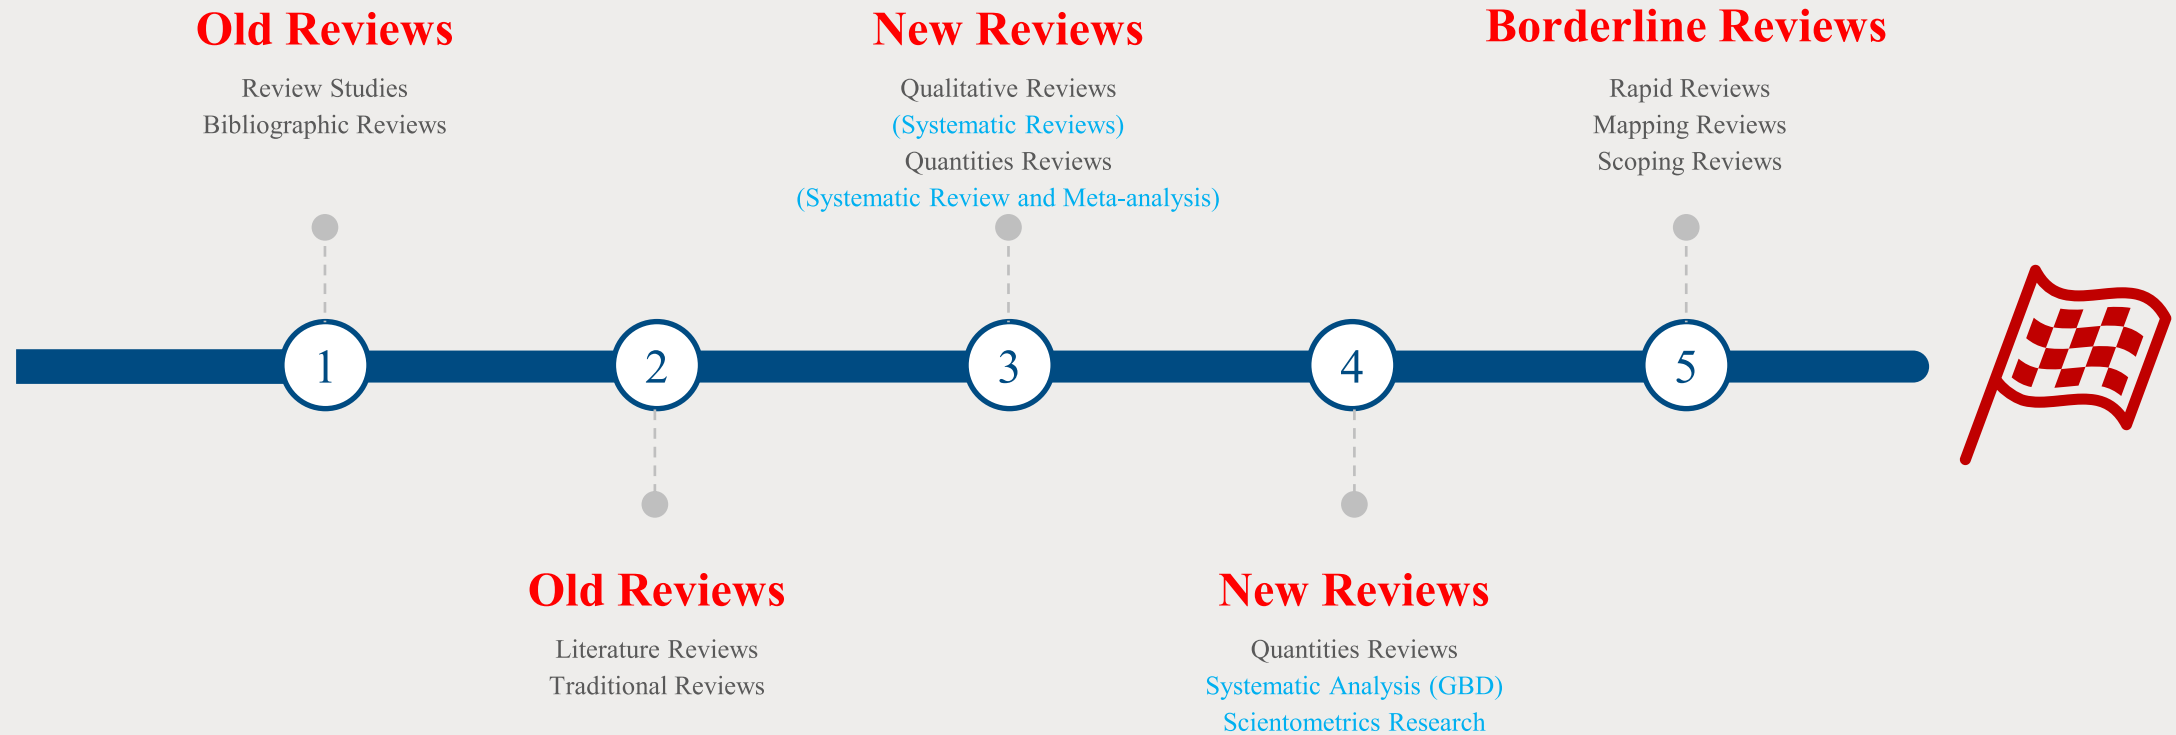 Old Reviews
Review Studies
Bibliographic Reviews
New Reviews
Qualitative Reviews
(Systematic Reviews)
Quantities Reviews
(Systematic Review and Meta-analysis)
Borderline Reviews
Rapid Reviews
Mapping Reviews
Scoping Reviews
1
2
3
4
5
Old Reviews
Literature Reviews
Traditional Reviews
New Reviews
Quantities Reviews
Systematic Analysis (GBD)
Scientometrics Research